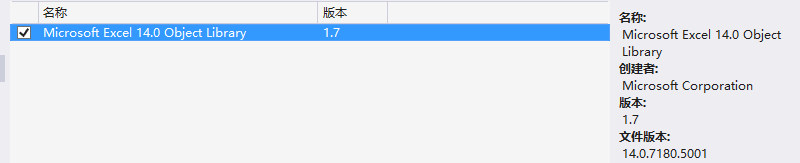 名称 版本
Microsoft Excel 14.0 Object Library 1.7
名称:
Microsoft Excel 14.0 Object
Library
创建者:
Microsoft Corporation
版本:
1.7
文件版本:
14.0.7180.5001